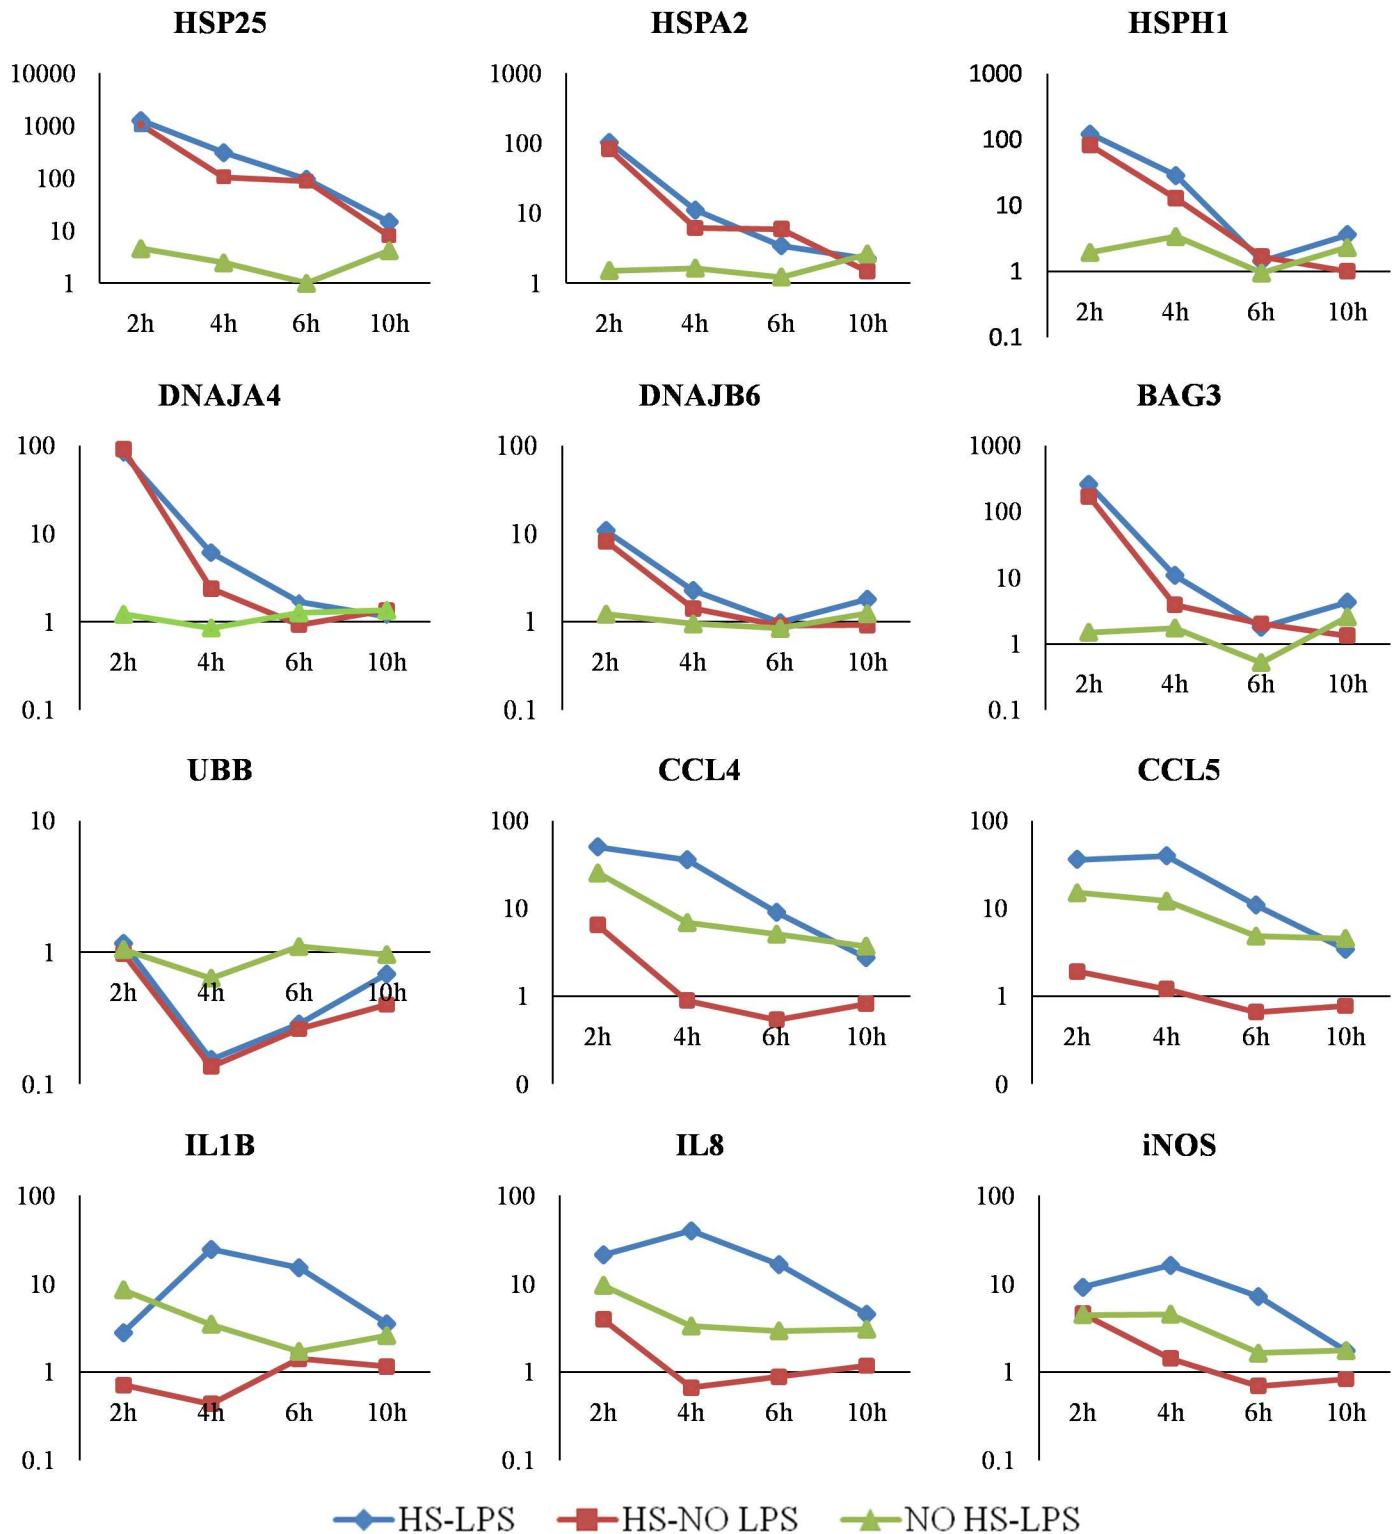 HSP25 HSPA2 HSPH1
10000 1000 1000
1000 100 100
100 10 10
10 1 1
1 0.1
2h 4h 6h 10h 2h 4h 6h 10h 2h 4h 6h 10h
DNAJA4 DNAJB6 BAG3
100 100 1000
10 10 100
1 1 10
0.1 0.1 1
0.1
2h 4h 6h 10h 2h 4h 6h 10h 2h 4h 6h 10h
UBB CCL4 CCL5
10 100 100
1 10 10
0.1 1 1
0 0
2h 4h 6h 10h 2h 4h 6h 10h 2h 4h 6h 10h
IL1B IL8 iNOS
100 100 100
10 10 10
1 1 1
2h 4h 6h 10h 2h 4h 6h 10h 2h 4h 6h 10h
0.1 0.1 0.1
HS-LPS HS-NO LPS NO HS-LPS